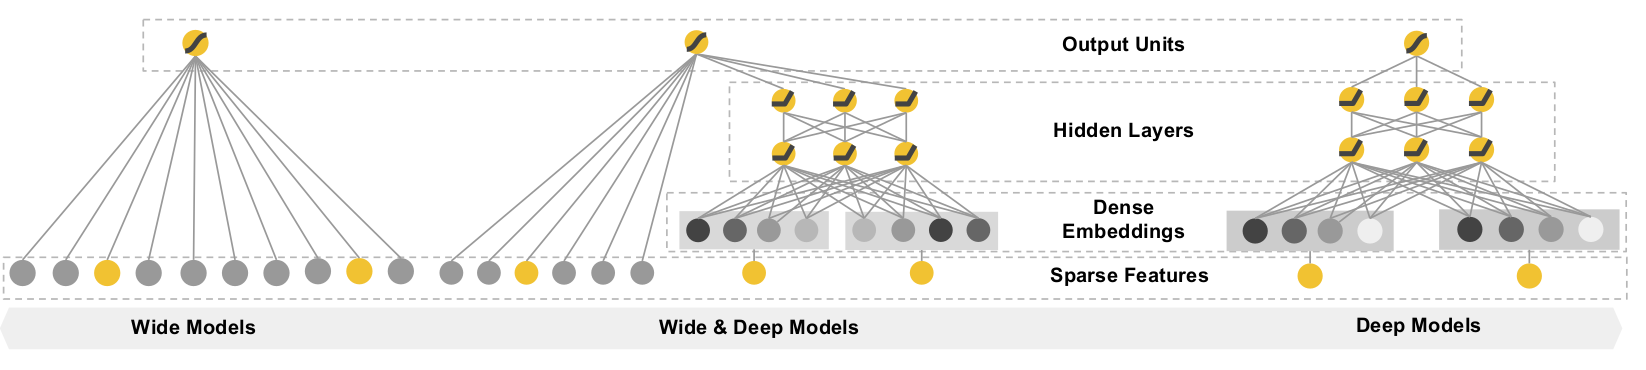 Output Units
Hidden Layers
Dense
Embeddings
Sparse Features
Wide Models
Wide & Deep Models
Deep Models